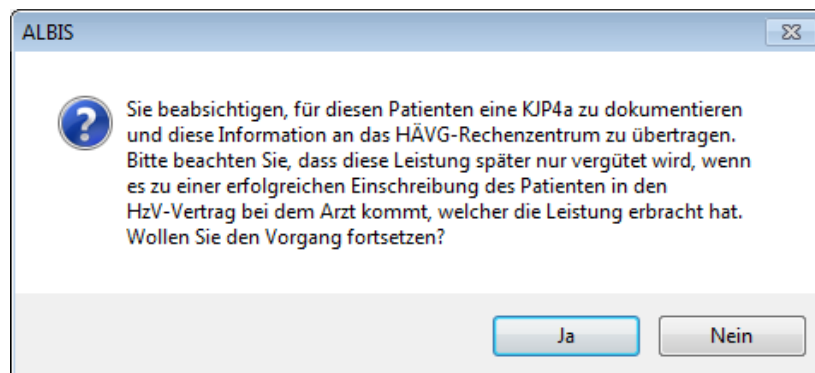 ALBIS
Sie beabsichtigen, für diesen Patienten eine KJP4a zu dokumentieren
und diese Information an das HÄVG-Rechenzentrum zu übertragen.
Bitte beachten Sie, dass diese Leistung später nur vergütet wird, wenn
es zu einer erfolgreichen Einschreibung des Patienten in den
HzV-Vertrag bei dem Arzt kommt, welcher die Leistung erbracht hat.
Wollen Sie den Vorgang fortsetzen?
Ja Nein